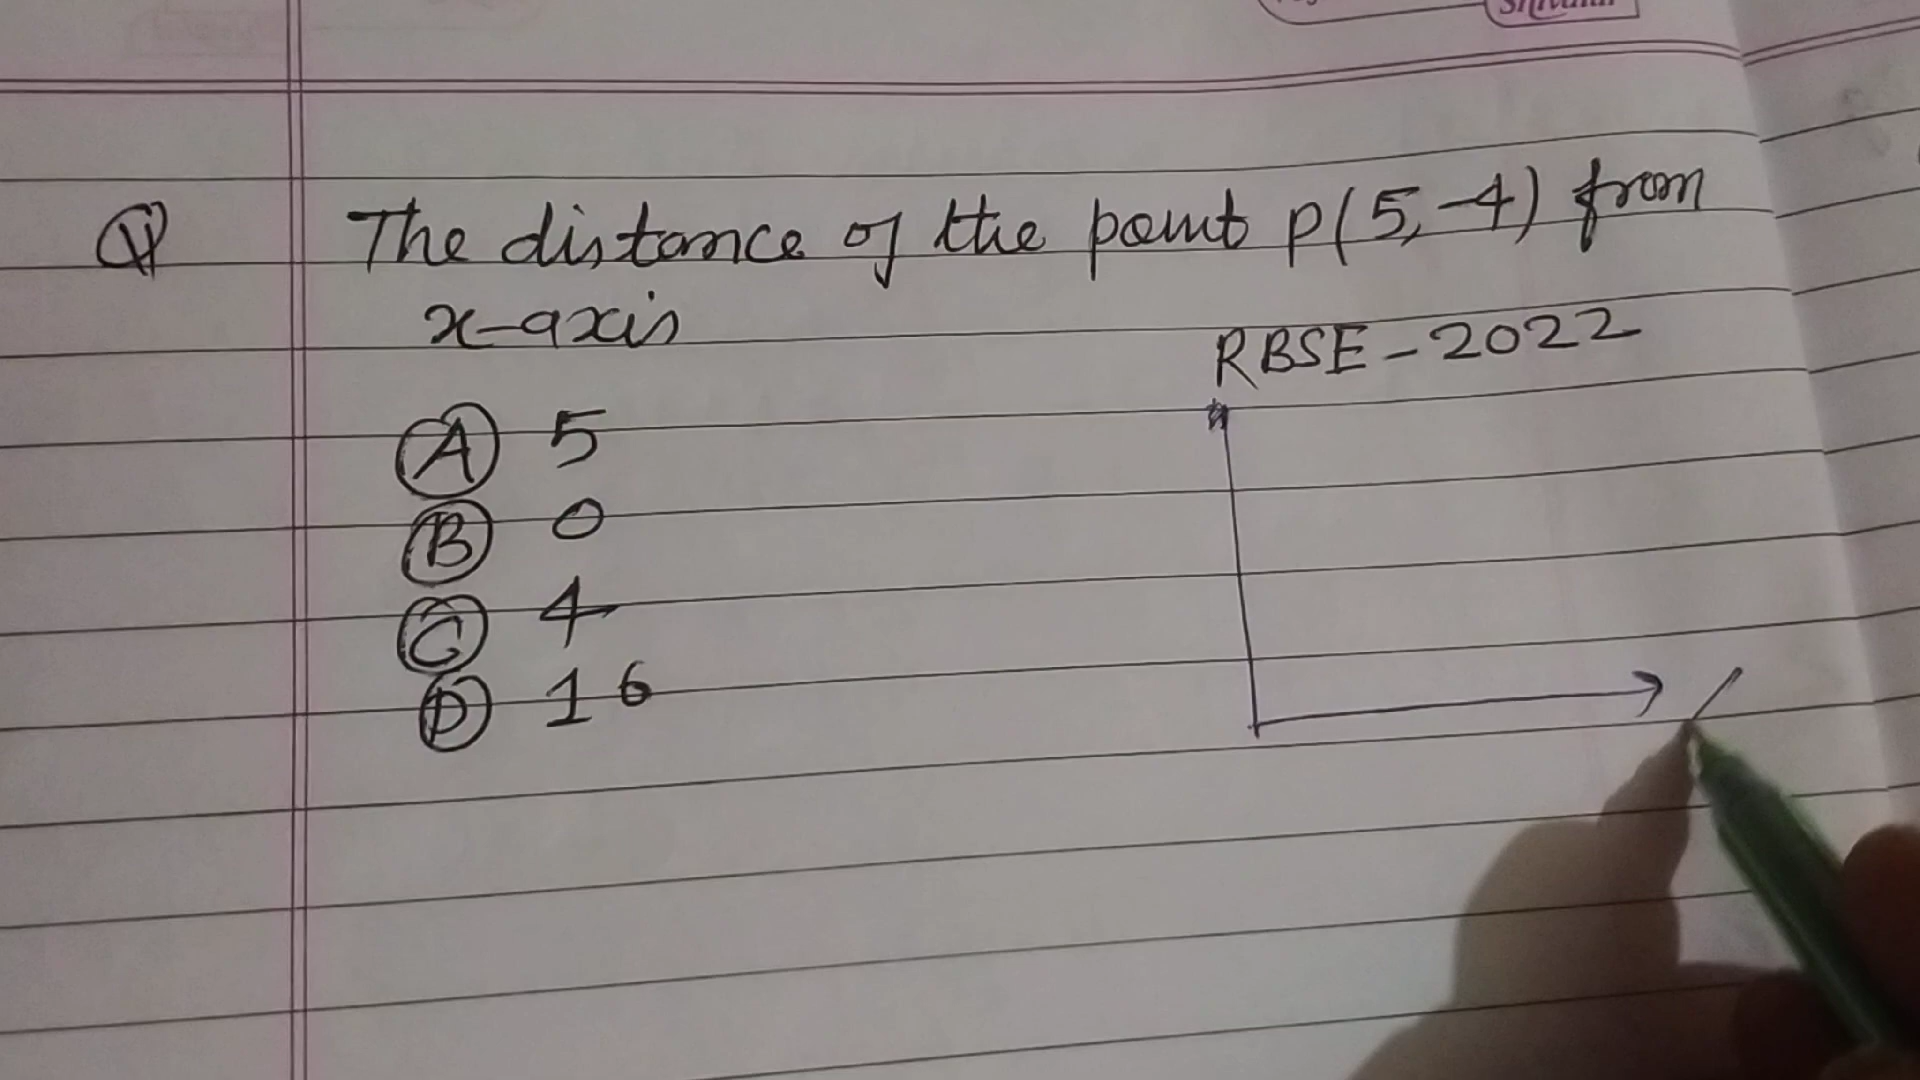 Q The distance of the point P(5,-4) from
x-axis
RBSE-2022
A 5
B 0
C 4
D 16